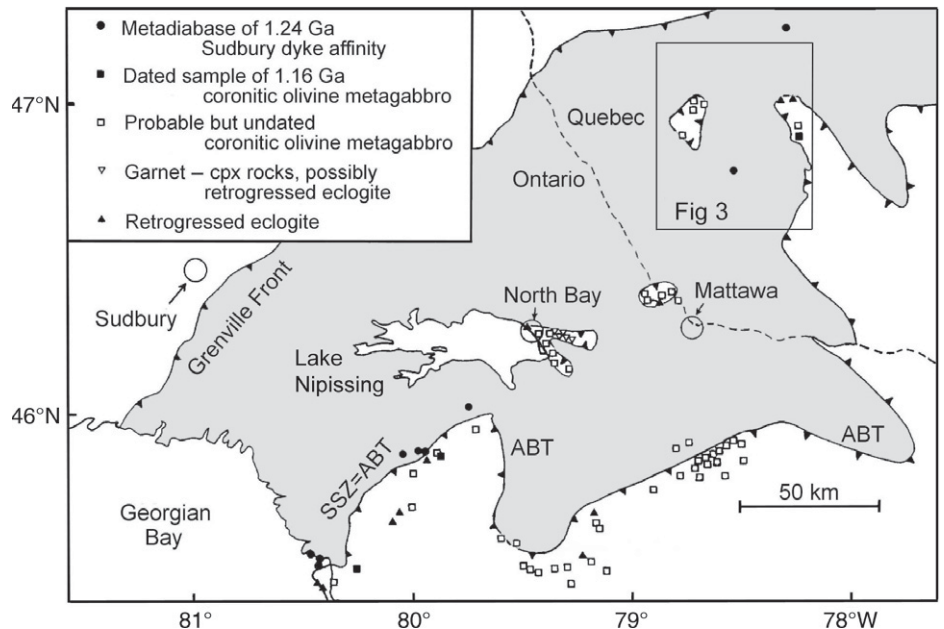 Metadiabase of 1.24 Ga
Sudbury dyke affinity
Dated sample of 1.16 Ga
coronitic olivine metagabbro
Probable but undated
coronitic olivine metagabbro
Garnet – cpx rocks, possibly
retrogressed eclogite
Retrogressed eclogite
47°N
Quebec
Ontario
Fig 3
Sudbury
Grenville Front
North Bay
Mattawa
Lake
Nipissing
46°N
SSZ=ABT
ABT
ABT
50 km
Georgian
Bay
81°
80°
79°
78°W